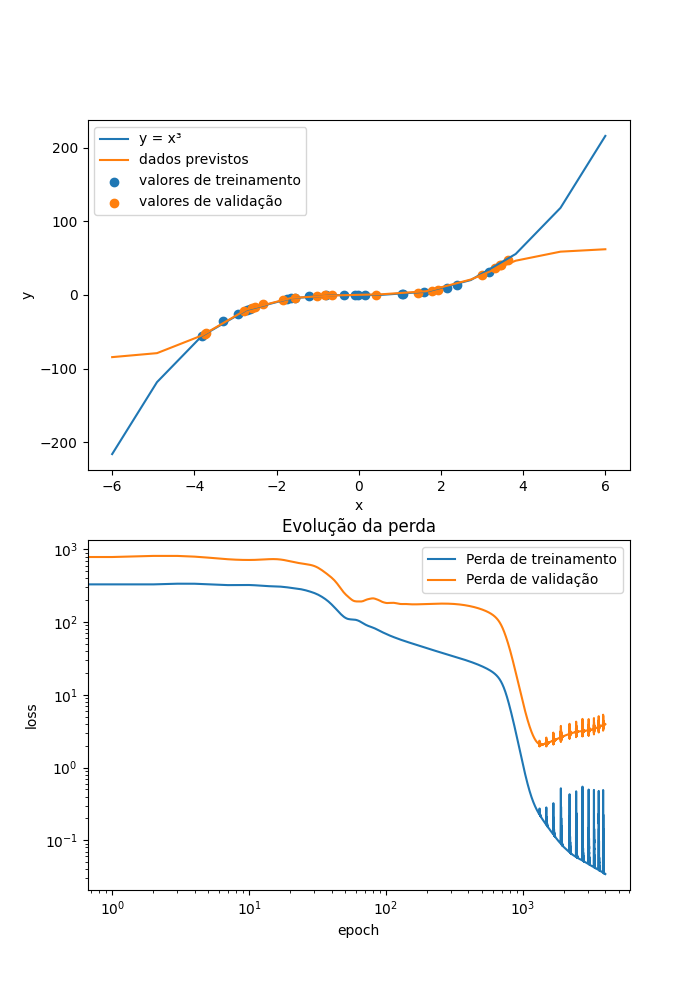 y = x³
dados previstos
valores de treinamento
valores de validação
200
100
0
−100
−200
y
−6
−4
−2
0
2
4
6
x
Evolução da perda
Perda de treinamento
Perda de validação
10³
10²
10¹
10⁰
10⁻¹
loss
10⁰
10¹
10²
10³
epoch